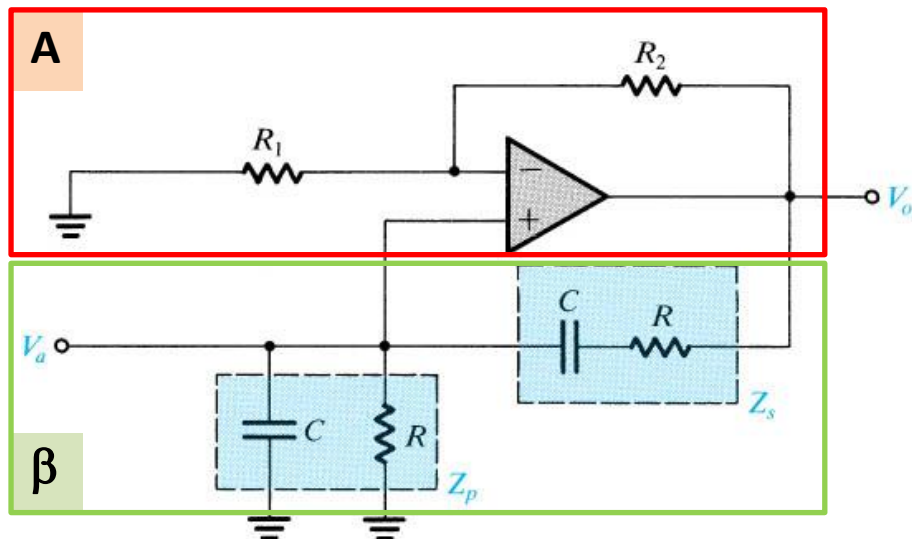 A
R₂
R₁
−
+
Vₒ
C
R
Vₐ
Zₛ
C
R
β
Zₚ